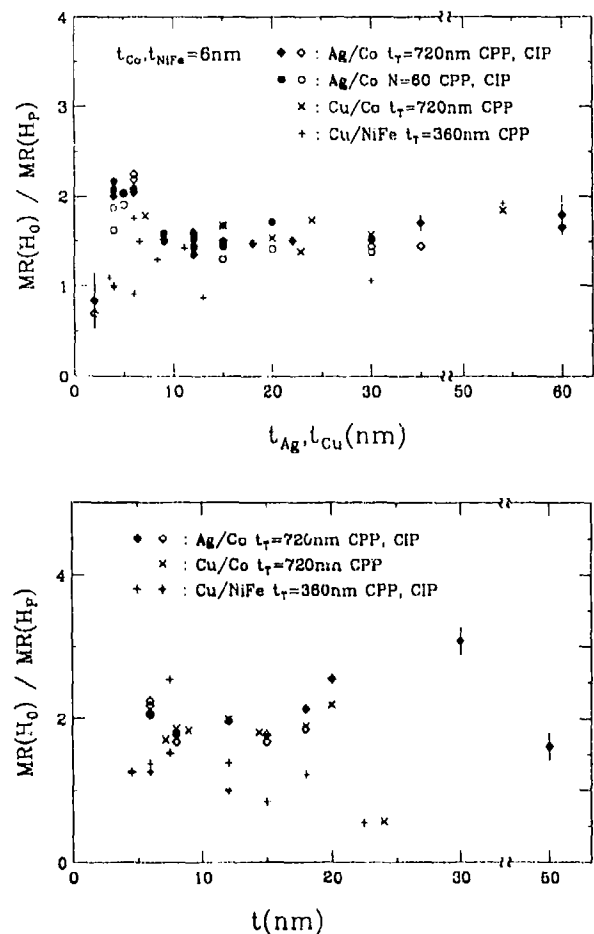 4
t_Co, t_NiFe=6nm
◆ ◇ : Ag/Co t_T=720nm CPP, CIP
● ○ : Ag/Co N=60 CPP, CIP
× : Cu/Co t_T=720nm CPP
+ : Cu/NiFe t_T=360nm CPP
3
2
1
0
MR(H_0) / MR(H_P)
0 10 20 30 40 50 60
t_Ag, t_Cu(nm)
◆ ◇ : Ag/Co t_T=720nm CPP, CIP
× : Cu/Co t_T=720nm CPP
+ + : Cu/NiFe t_T=360nm CPP, CIP
4
2
0
MR(H_0) / MR(H_P)
0 10 20 30 50
t(nm)